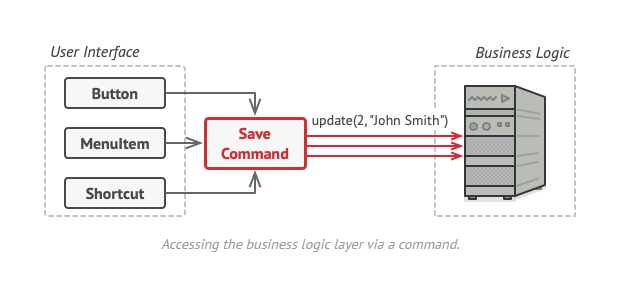 User Interface
Business Logic
Button
MenuItem
Shortcut
Save
Command
update(2, "John Smith")
Accessing the business logic layer via a command.